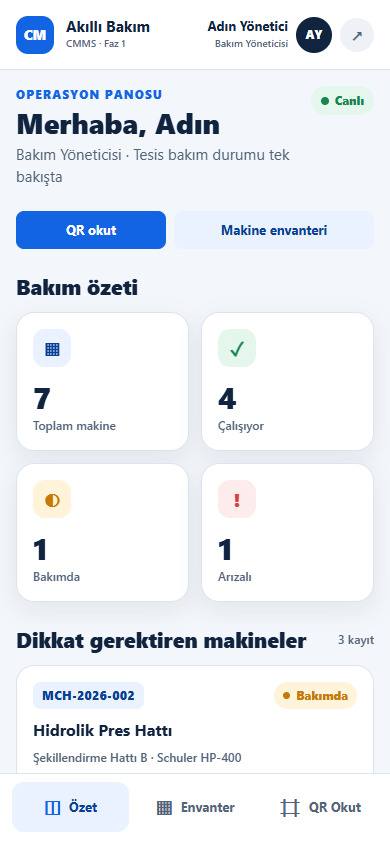 CM
Akıllı Bakım
CMMS · Faz 1
Adın Yönetici
Bakım Yöneticisi
AY
↗
OPERASYON PANOSU
Canlı
Merhaba, Adın
Bakım Yöneticisi · Tesis bakım durumu tek
bakışta
QR okut
Makine envanteri
Bakım özeti
7
Toplam makine
✓
4
Çalışıyor
1
Bakımda
!
1
Arızalı
Dikkat gerektiren makineler
3 kayıt
MCH-2026-002
Bakımda
Hidrolik Pres Hattı
Şekillendirme Hattı B · Schuler HP-400
Özet
Envanter
QR Okut